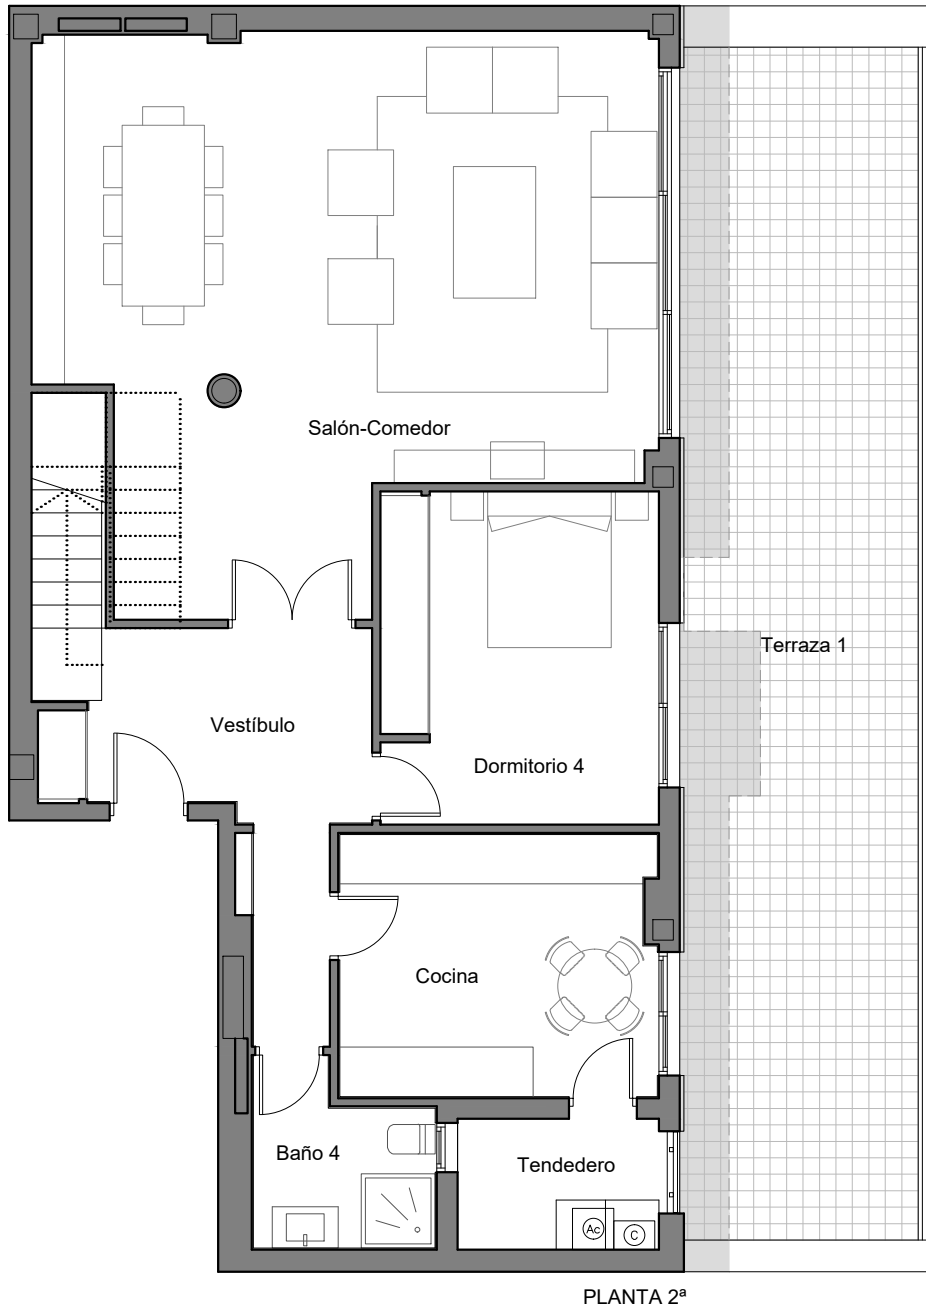 Salón-Comedor
Terraza 1
Vestíbulo
Dormitorio 4
Cocina
Baño 4
Tendedero
Ac
C
PLANTA 2ª